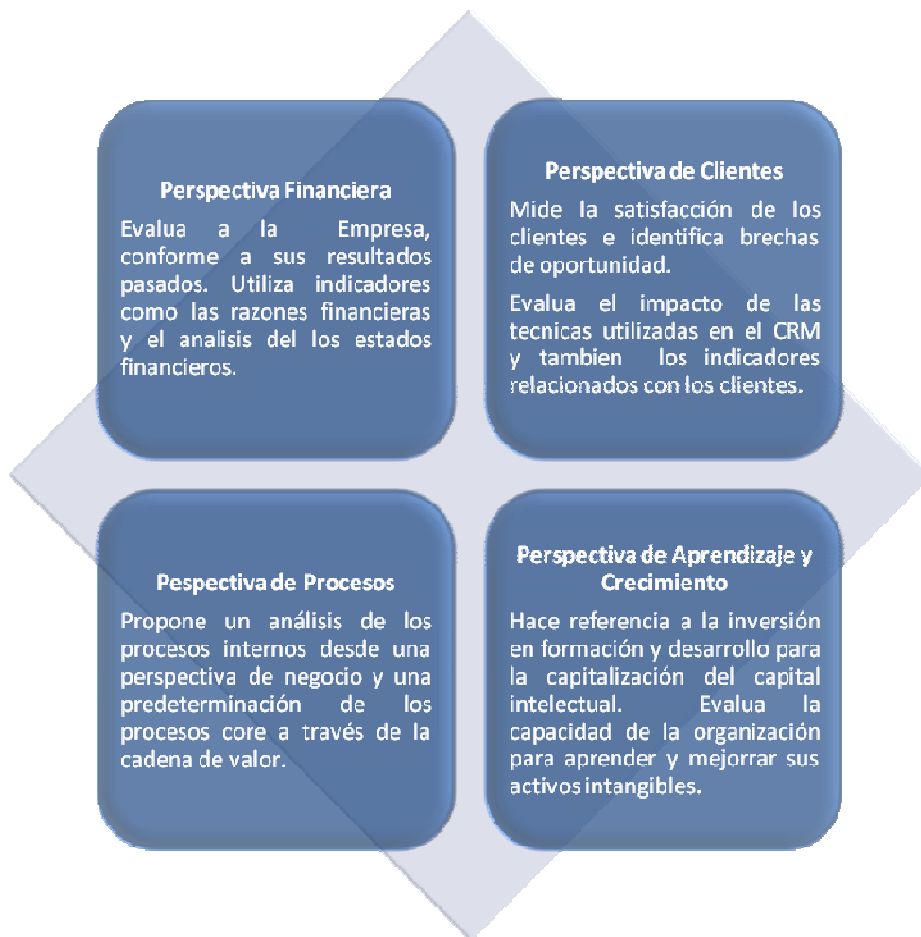 Perspectiva Financiera
Evalua a la Empresa,
conforme a sus resultados
pasados. Utiliza indicadores
como las razones financieras
y el analisis del los estados
financieros.
Perspectiva de Clientes
Mide la satisfacción de los
clientes e identifica brechas
de oportunidad.
Evalua el impacto de las
tecnicas utilizadas en el CRM
y tambien los indicadores
relacionados con los clientes.
Pespectiva de Procesos
Propone un análisis de los
procesos internos desde una
perspectiva de negocio y una
predeterminación de los
procesos core a través de la
cadena de valor.
Perspectiva de Aprendizaje y
Crecimiento
Hace referencia a la inversión
en formación y desarrollo para
la capitalización del capital
intelectual. Evalua la
capacidad de la organización
para aprender y mejorrar sus
activos intangibles.